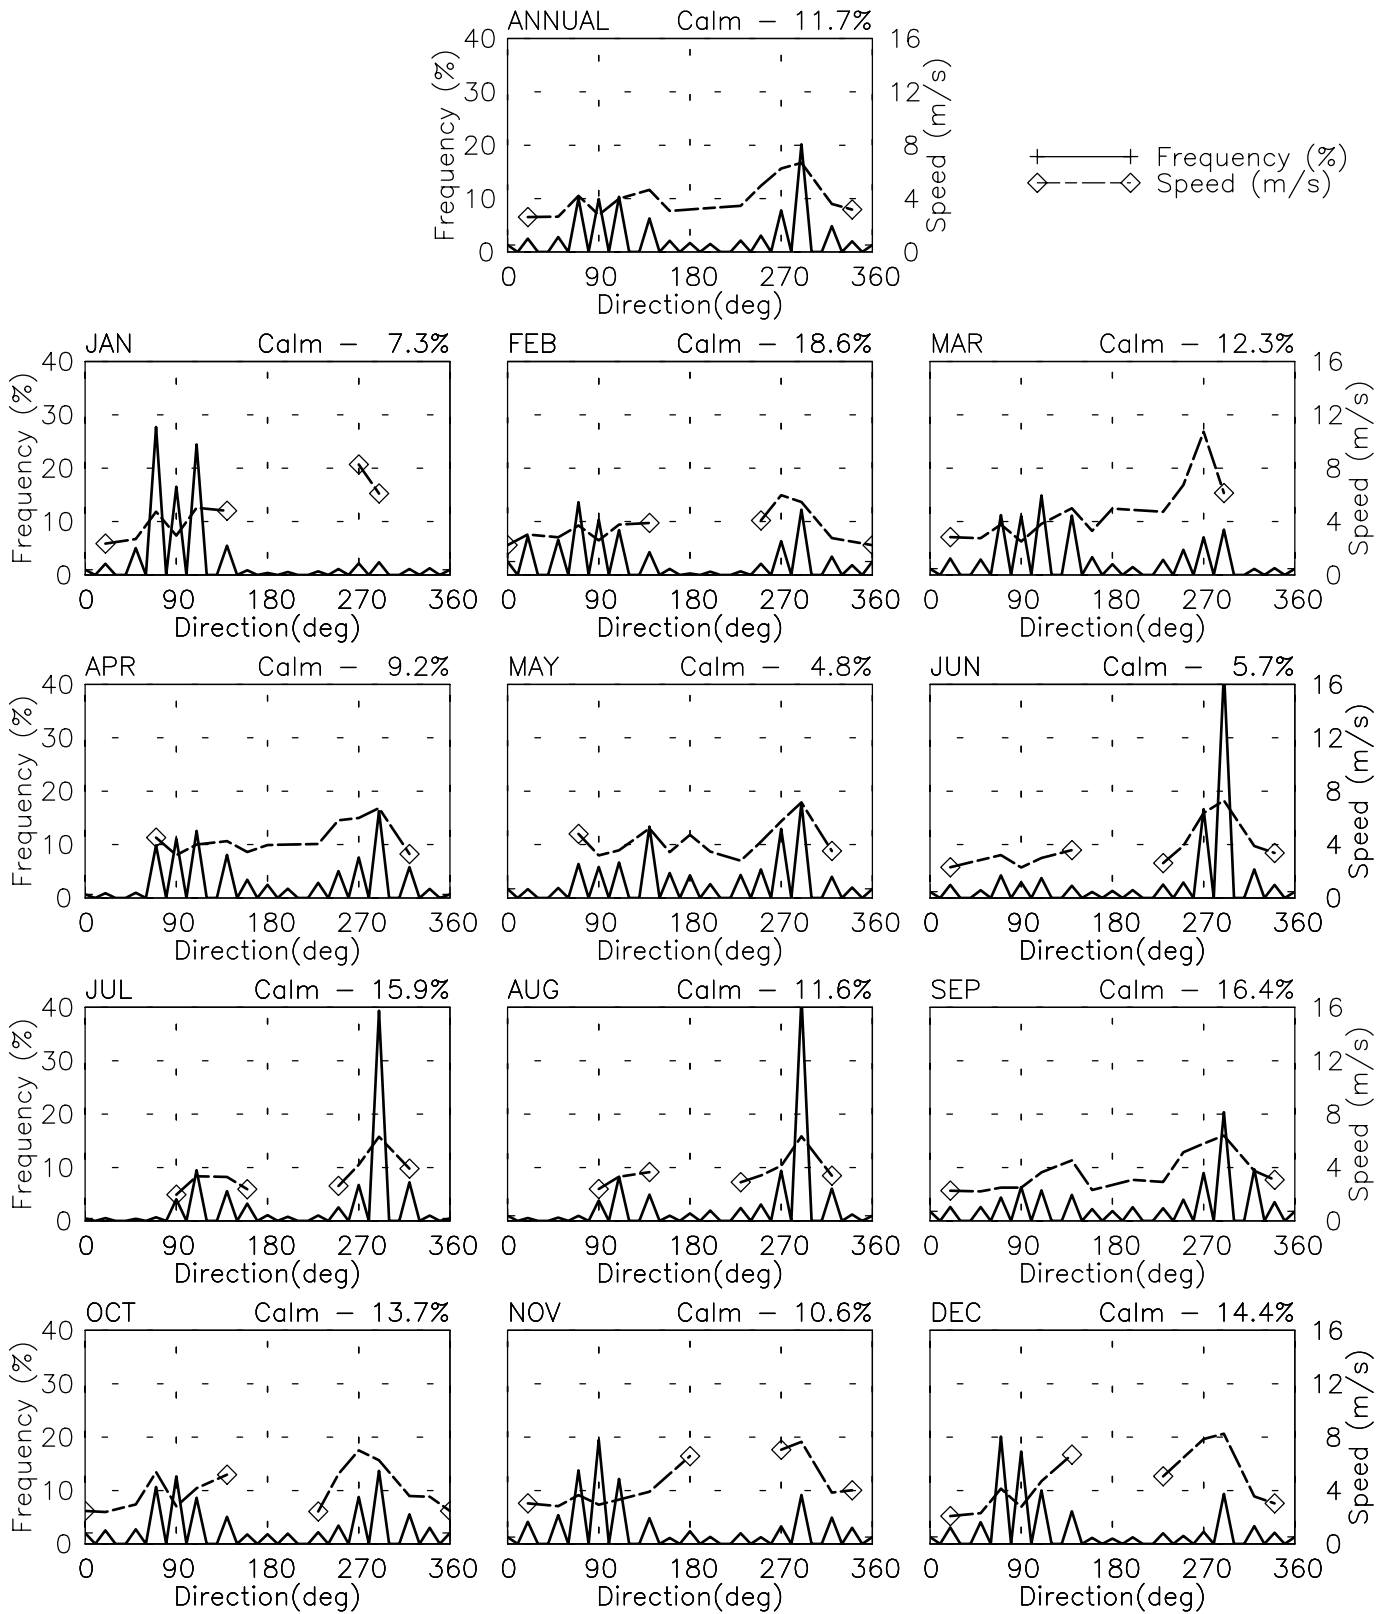 ANNUAL Calm - 11.7%
40 30 20 10 0
Frequency (%)
16 12 8 4 0
Speed (m/s)
0 90 180 270 360
Direction(deg)
Frequency (%)
Speed (m/s)
JAN Calm - 7.3%
FEB Calm - 18.6%
MAR Calm - 12.3%
40 30 20 10 0
Frequency (%)
16 12 8 4 0
Speed (m/s)
0 90 180 270 360
0 90 180 270 360
0 90 180 270 360
Direction(deg)
Direction(deg)
Direction(deg)
APR Calm - 9.2%
MAY Calm - 4.8%
JUN Calm - 5.7%
40 30 20 10 0
Frequency (%)
16 12 8 4 0
Speed (m/s)
0 90 180 270 360
0 90 180 270 360
0 90 180 270 360
Direction(deg)
Direction(deg)
Direction(deg)
JUL Calm - 15.9%
AUG Calm - 11.6%
SEP Calm - 16.4%
40 30 20 10 0
Frequency (%)
16 12 8 4 0
Speed (m/s)
0 90 180 270 360
0 90 180 270 360
0 90 180 270 360
Direction(deg)
Direction(deg)
Direction(deg)
OCT Calm - 13.7%
NOV Calm - 10.6%
DEC Calm - 14.4%
40 30 20 10 0
Frequency (%)
16 12 8 4 0
Speed (m/s)
0 90 180 270 360
0 90 180 270 360
0 90 180 270 360
Direction(deg)
Direction(deg)
Direction(deg)